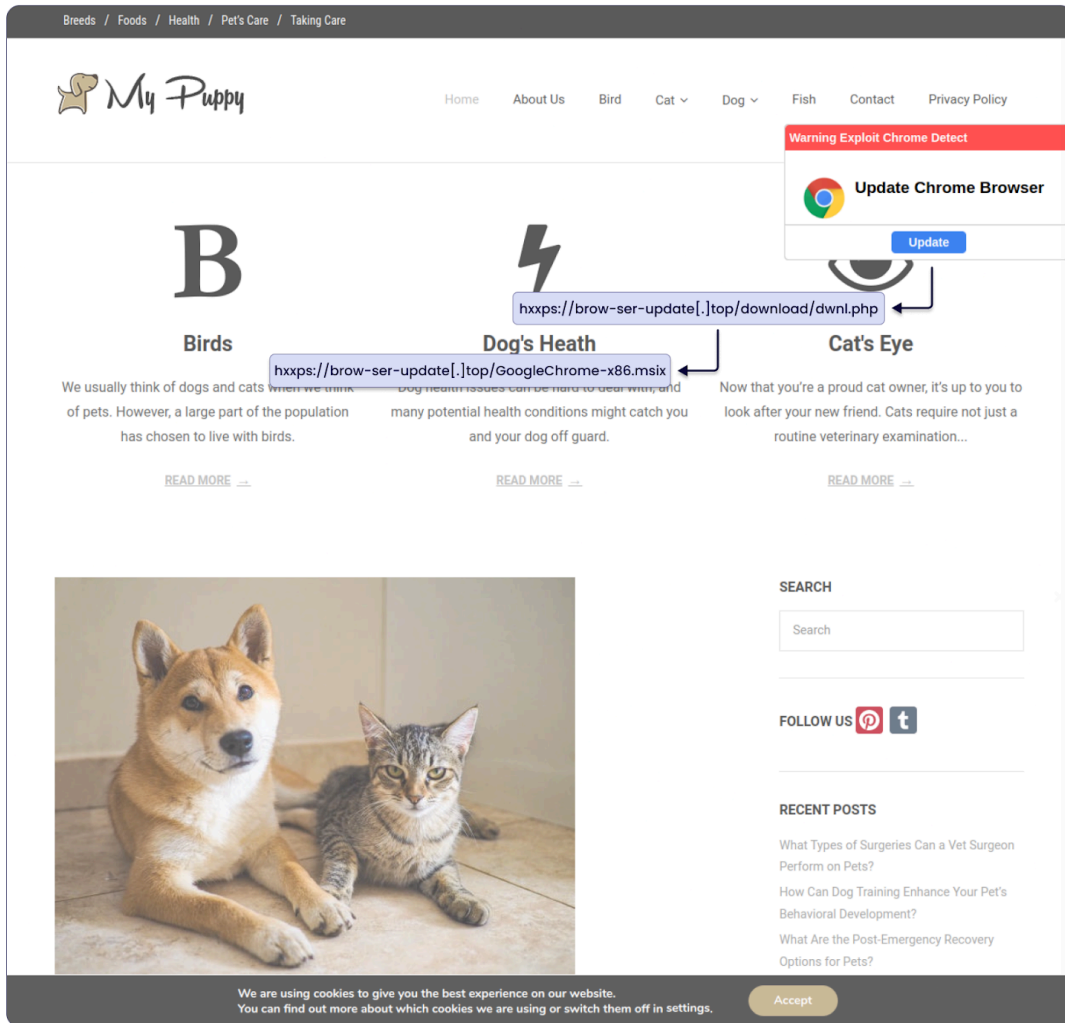 Breeds / Foods / Health / Pet's Care / Taking Care
My Puppy
Home About Us Bird Cat Dog Fish Contact Privacy Policy
Warning Exploit Chrome Detect
Update Chrome Browser
Update
B
hxxps://brow-ser-update[.]top/download/dwnl.php
Birds
Dog's Heath
Cat's Eye
hxxps://brow-ser-update[.]top/GoogleChrome-x86.msix
We usually think of dogs and cats when we think
of pets. However, a large part of the population
has chosen to live with birds.
READ MORE →
Dog health issues can be hard to deal with, and
many potential health conditions might catch you
and your dog off guard.
READ MORE →
Now that you're a proud cat owner, it's up to you to
look after your new friend. Cats require not just a
routine veterinary examination...
READ MORE →
SEARCH
Search
FOLLOW US
RECENT POSTS
What Types of Surgeries Can a Vet Surgeon
Perform on Pets?
How Can Dog Training Enhance Your Pet's
Behavioral Development?
What Are the Post-Emergency Recovery
Options for Pets?
We are using cookies to give you the best experience on our website.
You can find out more about which cookies we are using or switch them off in settings.
Accept